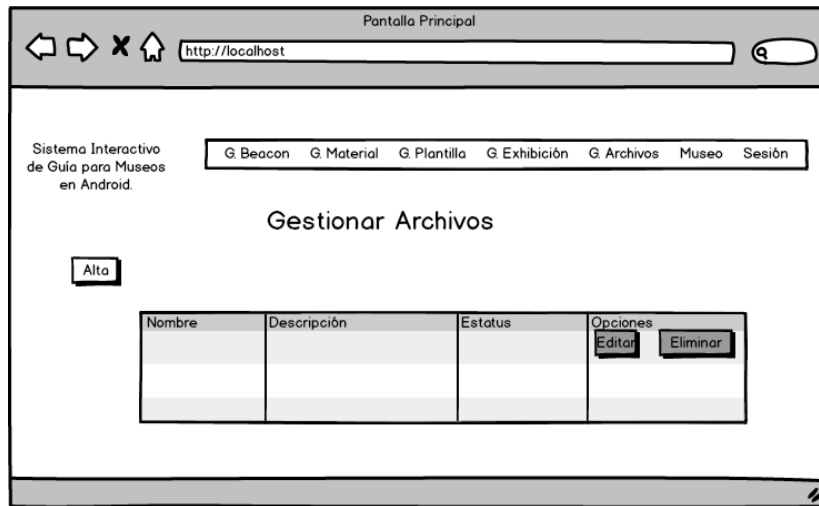 Pantalla Principal
http://localhost
Sistema Interactivo
de Guía para Museos
en Android.
G. Beacon G. Material G. Plantilla G. Exhibición G. Archivos Museo Sesión
Gestionar Archivos
Alta
Nombre Descripción Estatus Opciones
Editar Eliminar